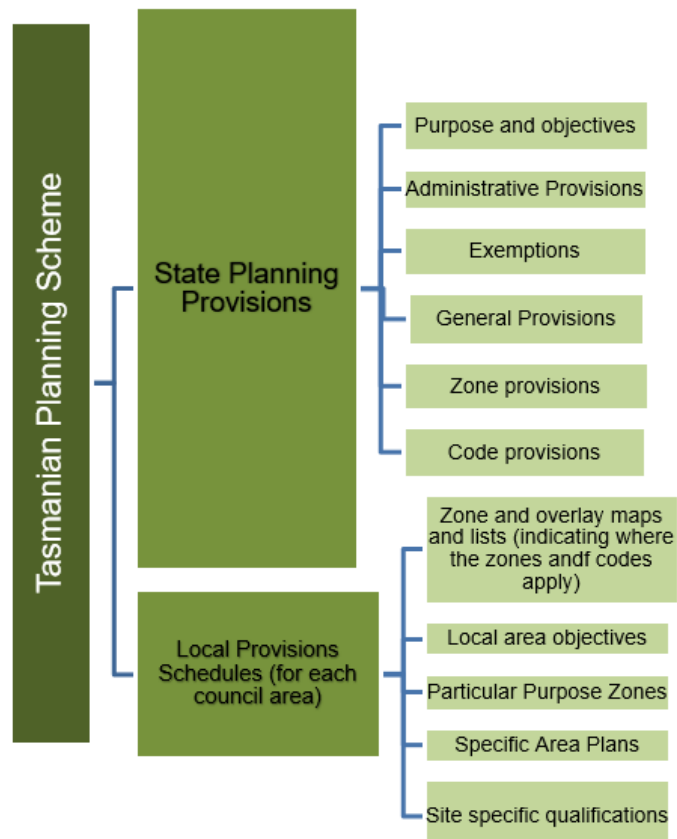 Tasmanian Planning Scheme
State Planning
Provisions
Purpose and objectives
Administrative Provisions
Exemptions
General Provisions
Zone provisions
Code provisions
Local Provisions
Schedules (for each
council area)
Zone and overlay maps
and lists (indicating where
the zones andf codes
apply)
Local area objectives
Particular Purpose Zones
Specific Area Plans
Site specific qualifications